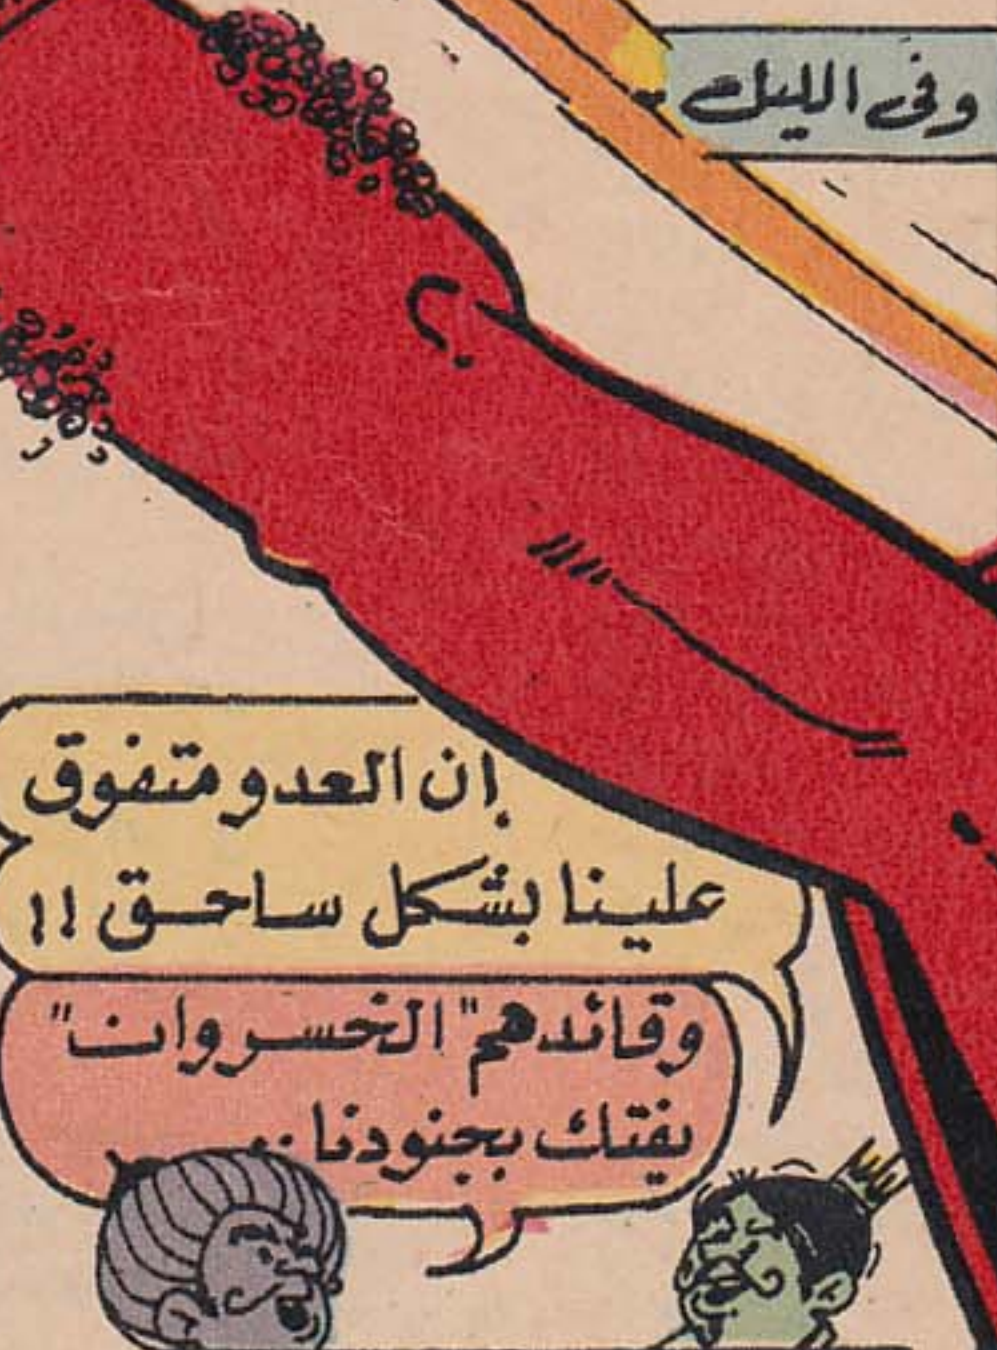 وفى الليل
إن العدو متفوق
علينا بشكل ساحق !!
وقائدهم "الخسروان"
يفتك بجنودنا ..